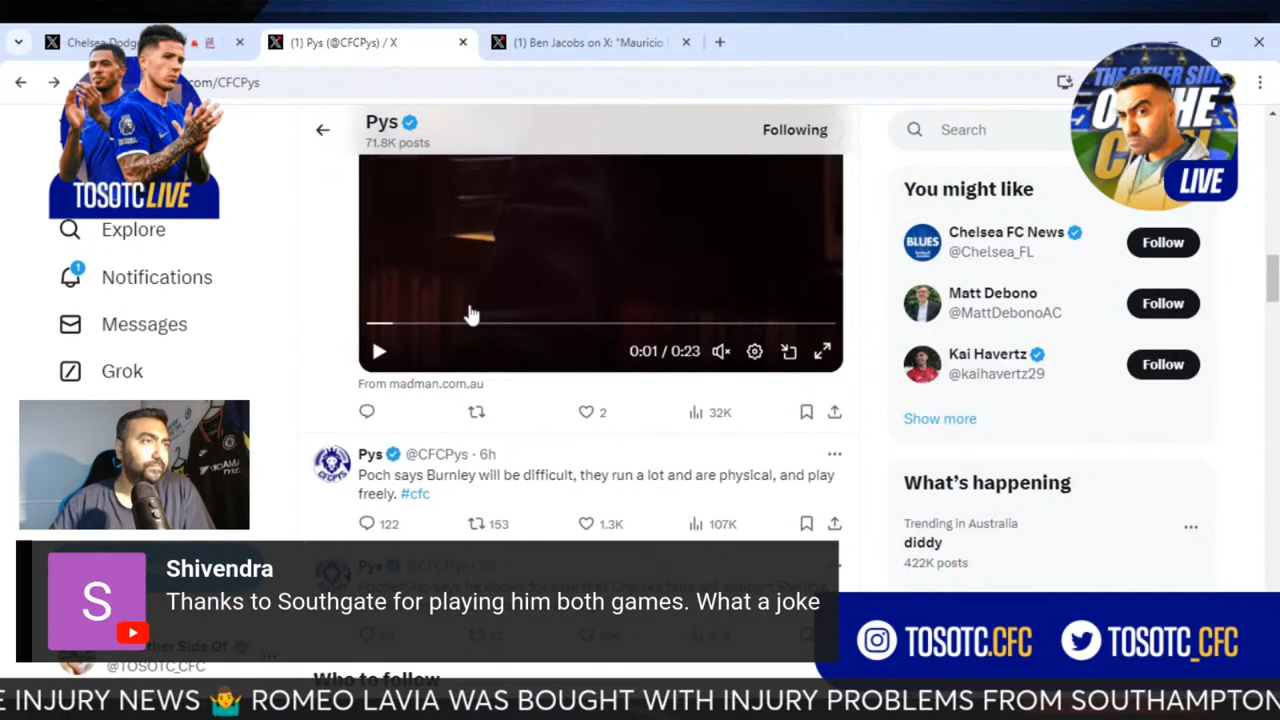 Chelsea Dodg
(1) Pys (@CFCPys) / X
(1) Ben Jacobs on X: "Mauricio
com/CFCPys
TOSOTC LIVE
THE OTHER SIDE
OF THE
LIVE
Pys
71.8K posts
Following
Search
Explore
Notifications
1
Messages
Grok
0:01 / 0:23
From madman.com.au
2
32K
Pys @CFCPys · 6h
Poch says Burnley will be difficult, they run a lot and are physical, and play
freely. #cfc
122
153
1.3K
107K
You might like
BLUES
Chelsea FC News
@Chelsea_FL
Follow
Matt Debono
@MattDebonoAC
Follow
Kai Havertz
@kaihavertz29
Follow
Show more
What's happening
Trending in Australia
diddy
422K posts
Pys @CFCPys · 6h
S
Shivendra
Thanks to Southgate for playing him both games. What a joke
her Side Of
@TOSOTC_CFC
Who to follow
TOSOTC.CFC
TOSOTC_CFC
E INJURY NEWS 🤷‍♂️ ROMEO LAVIA WAS BOUGHT WITH INJURY PROBLEMS FROM SOUTHAMPTON